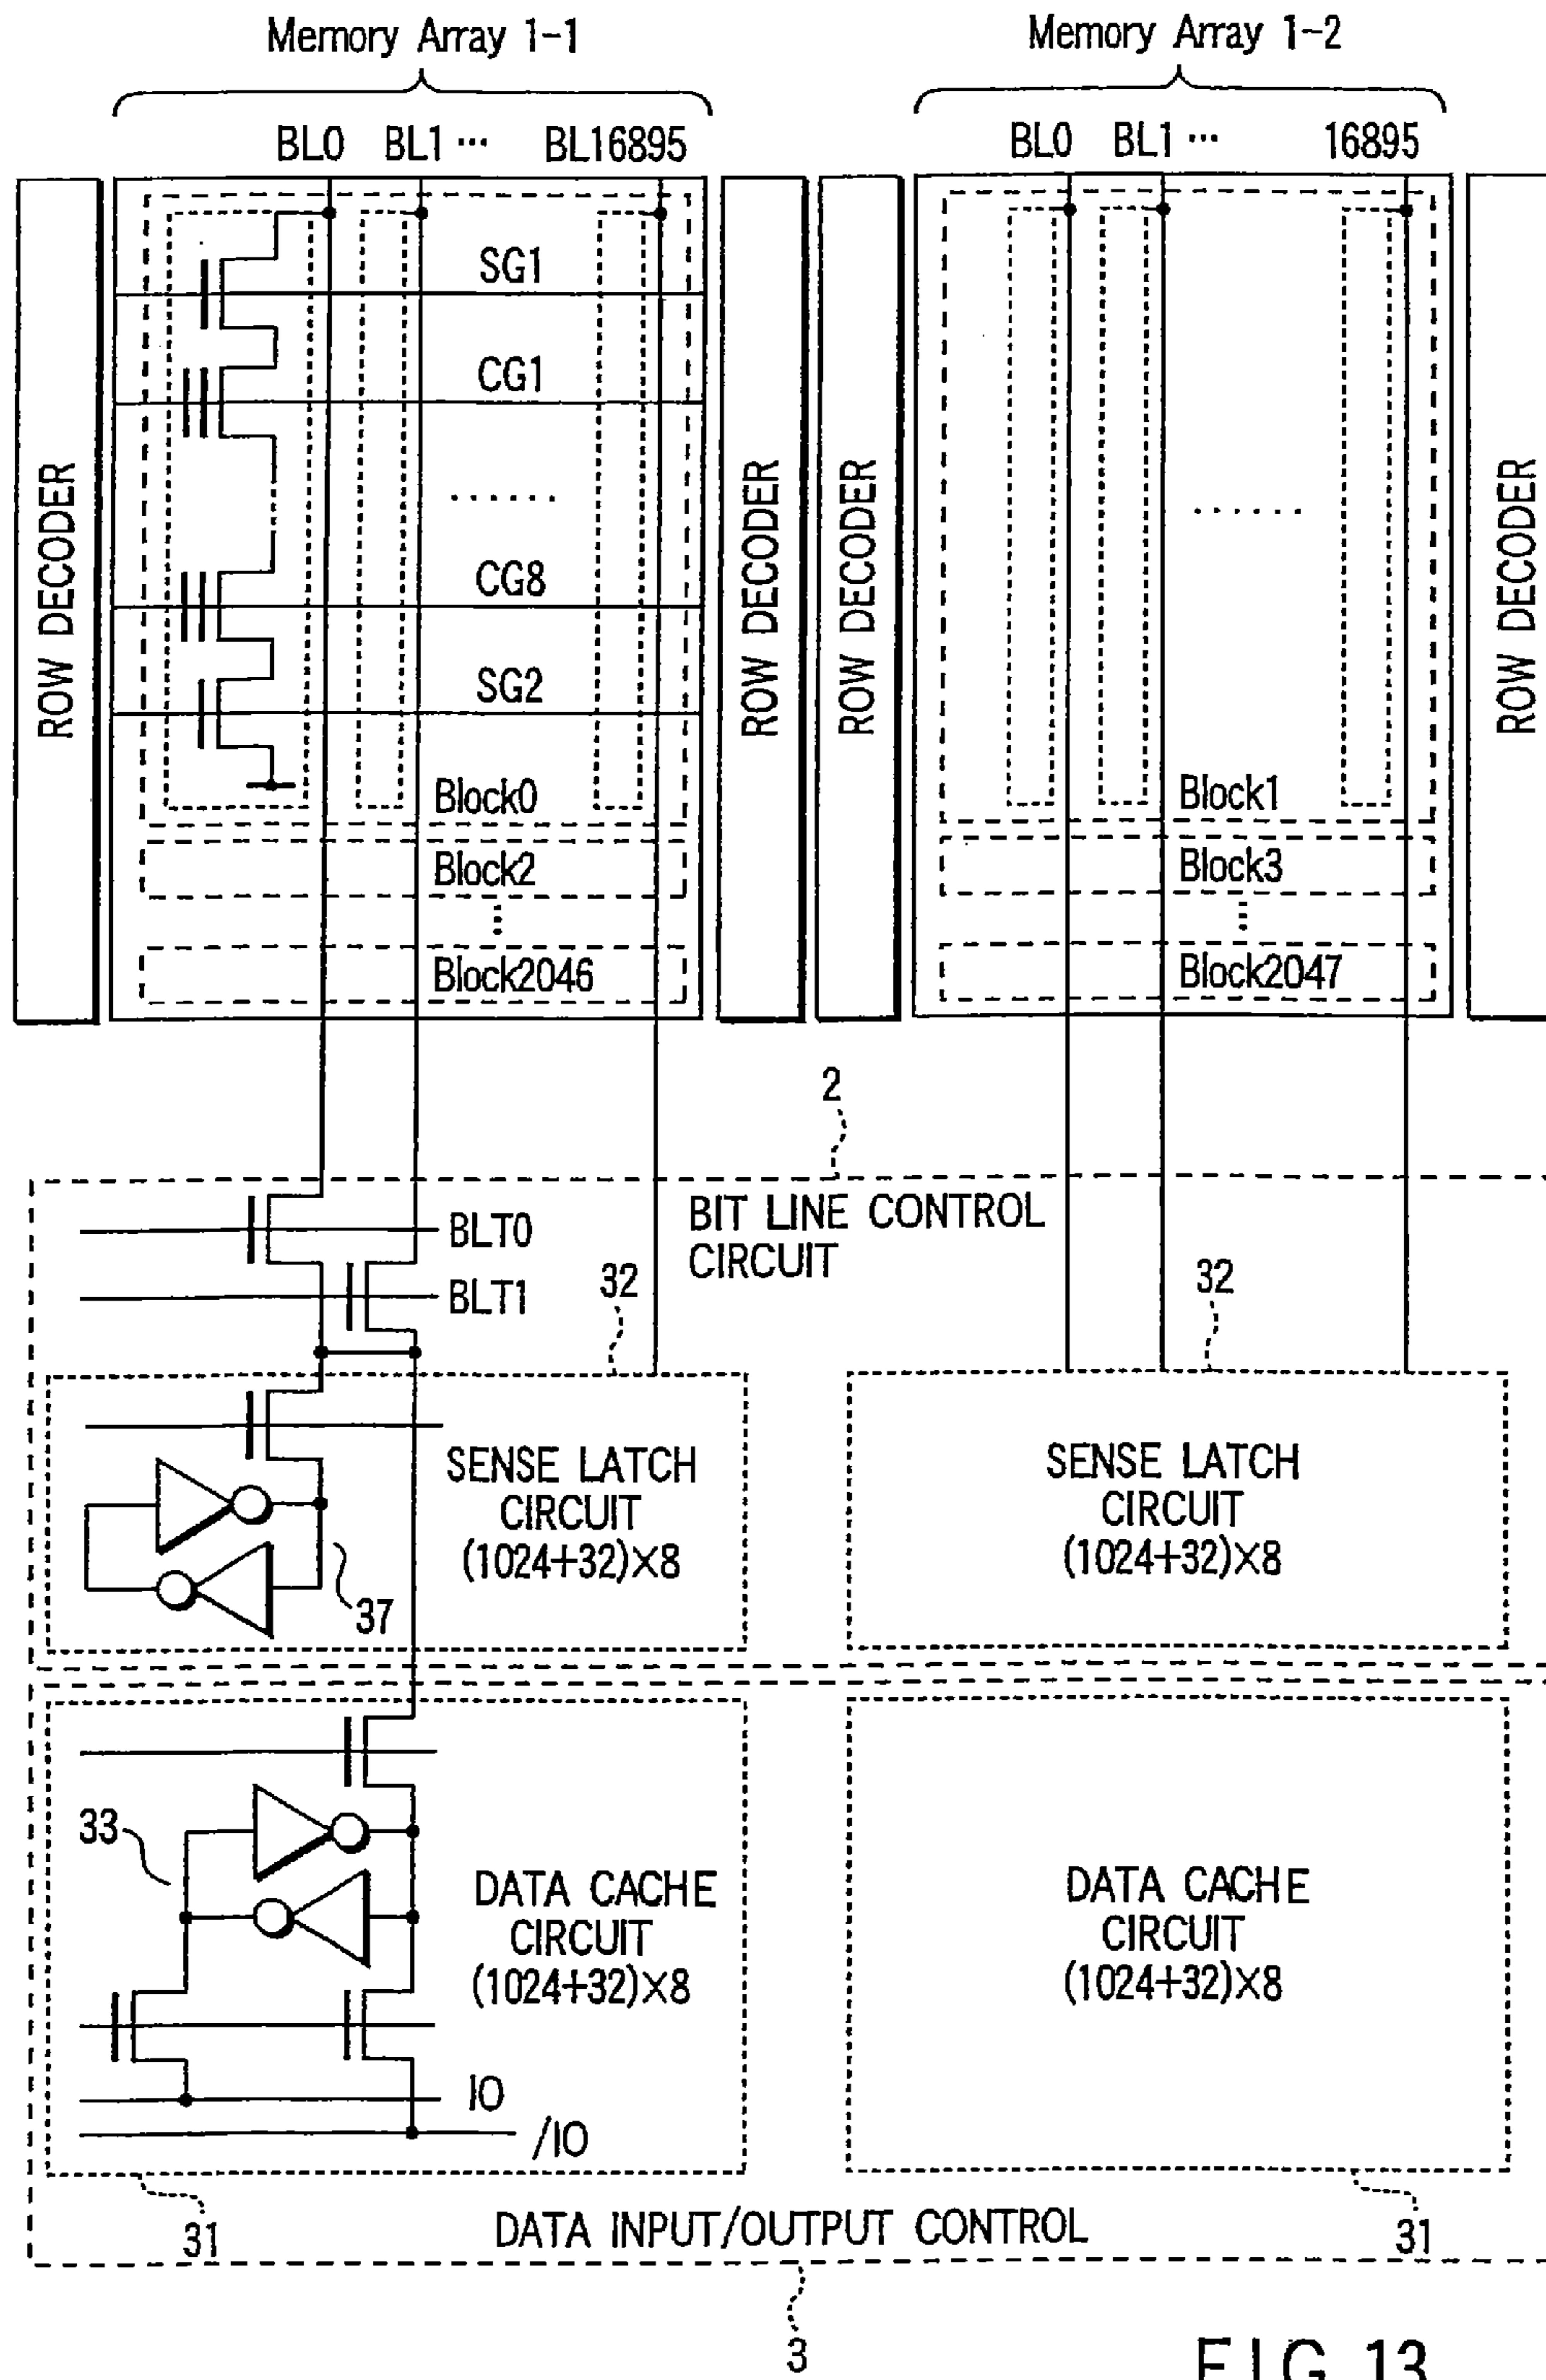 Memory Array 1-1
Memory Array 1-2
BL0 BL1 ... BL16895
BL0 BL1 ... 16895
ROW DECODER
SG1
CG1
.......
CG8
SG2
Block0
Block2
Block2046
ROW DECODER
ROW DECODER
.......
Block1
Block3
Block2047
ROW DECODER
2
BIT LINE CONTROL
CIRCUIT
BLT0
BLT1
32
32
SENSE LATCH
CIRCUIT
(1024+32)×8
37
SENSE LATCH
CIRCUIT
(1024+32)×8
33
DATA CACHE
CIRCUIT
(1024+32)×8
IO
/IO
DATA CACHE
CIRCUIT
(1024+32)×8
31
DATA INPUT/OUTPUT CONTROL
31
3
FIG.13